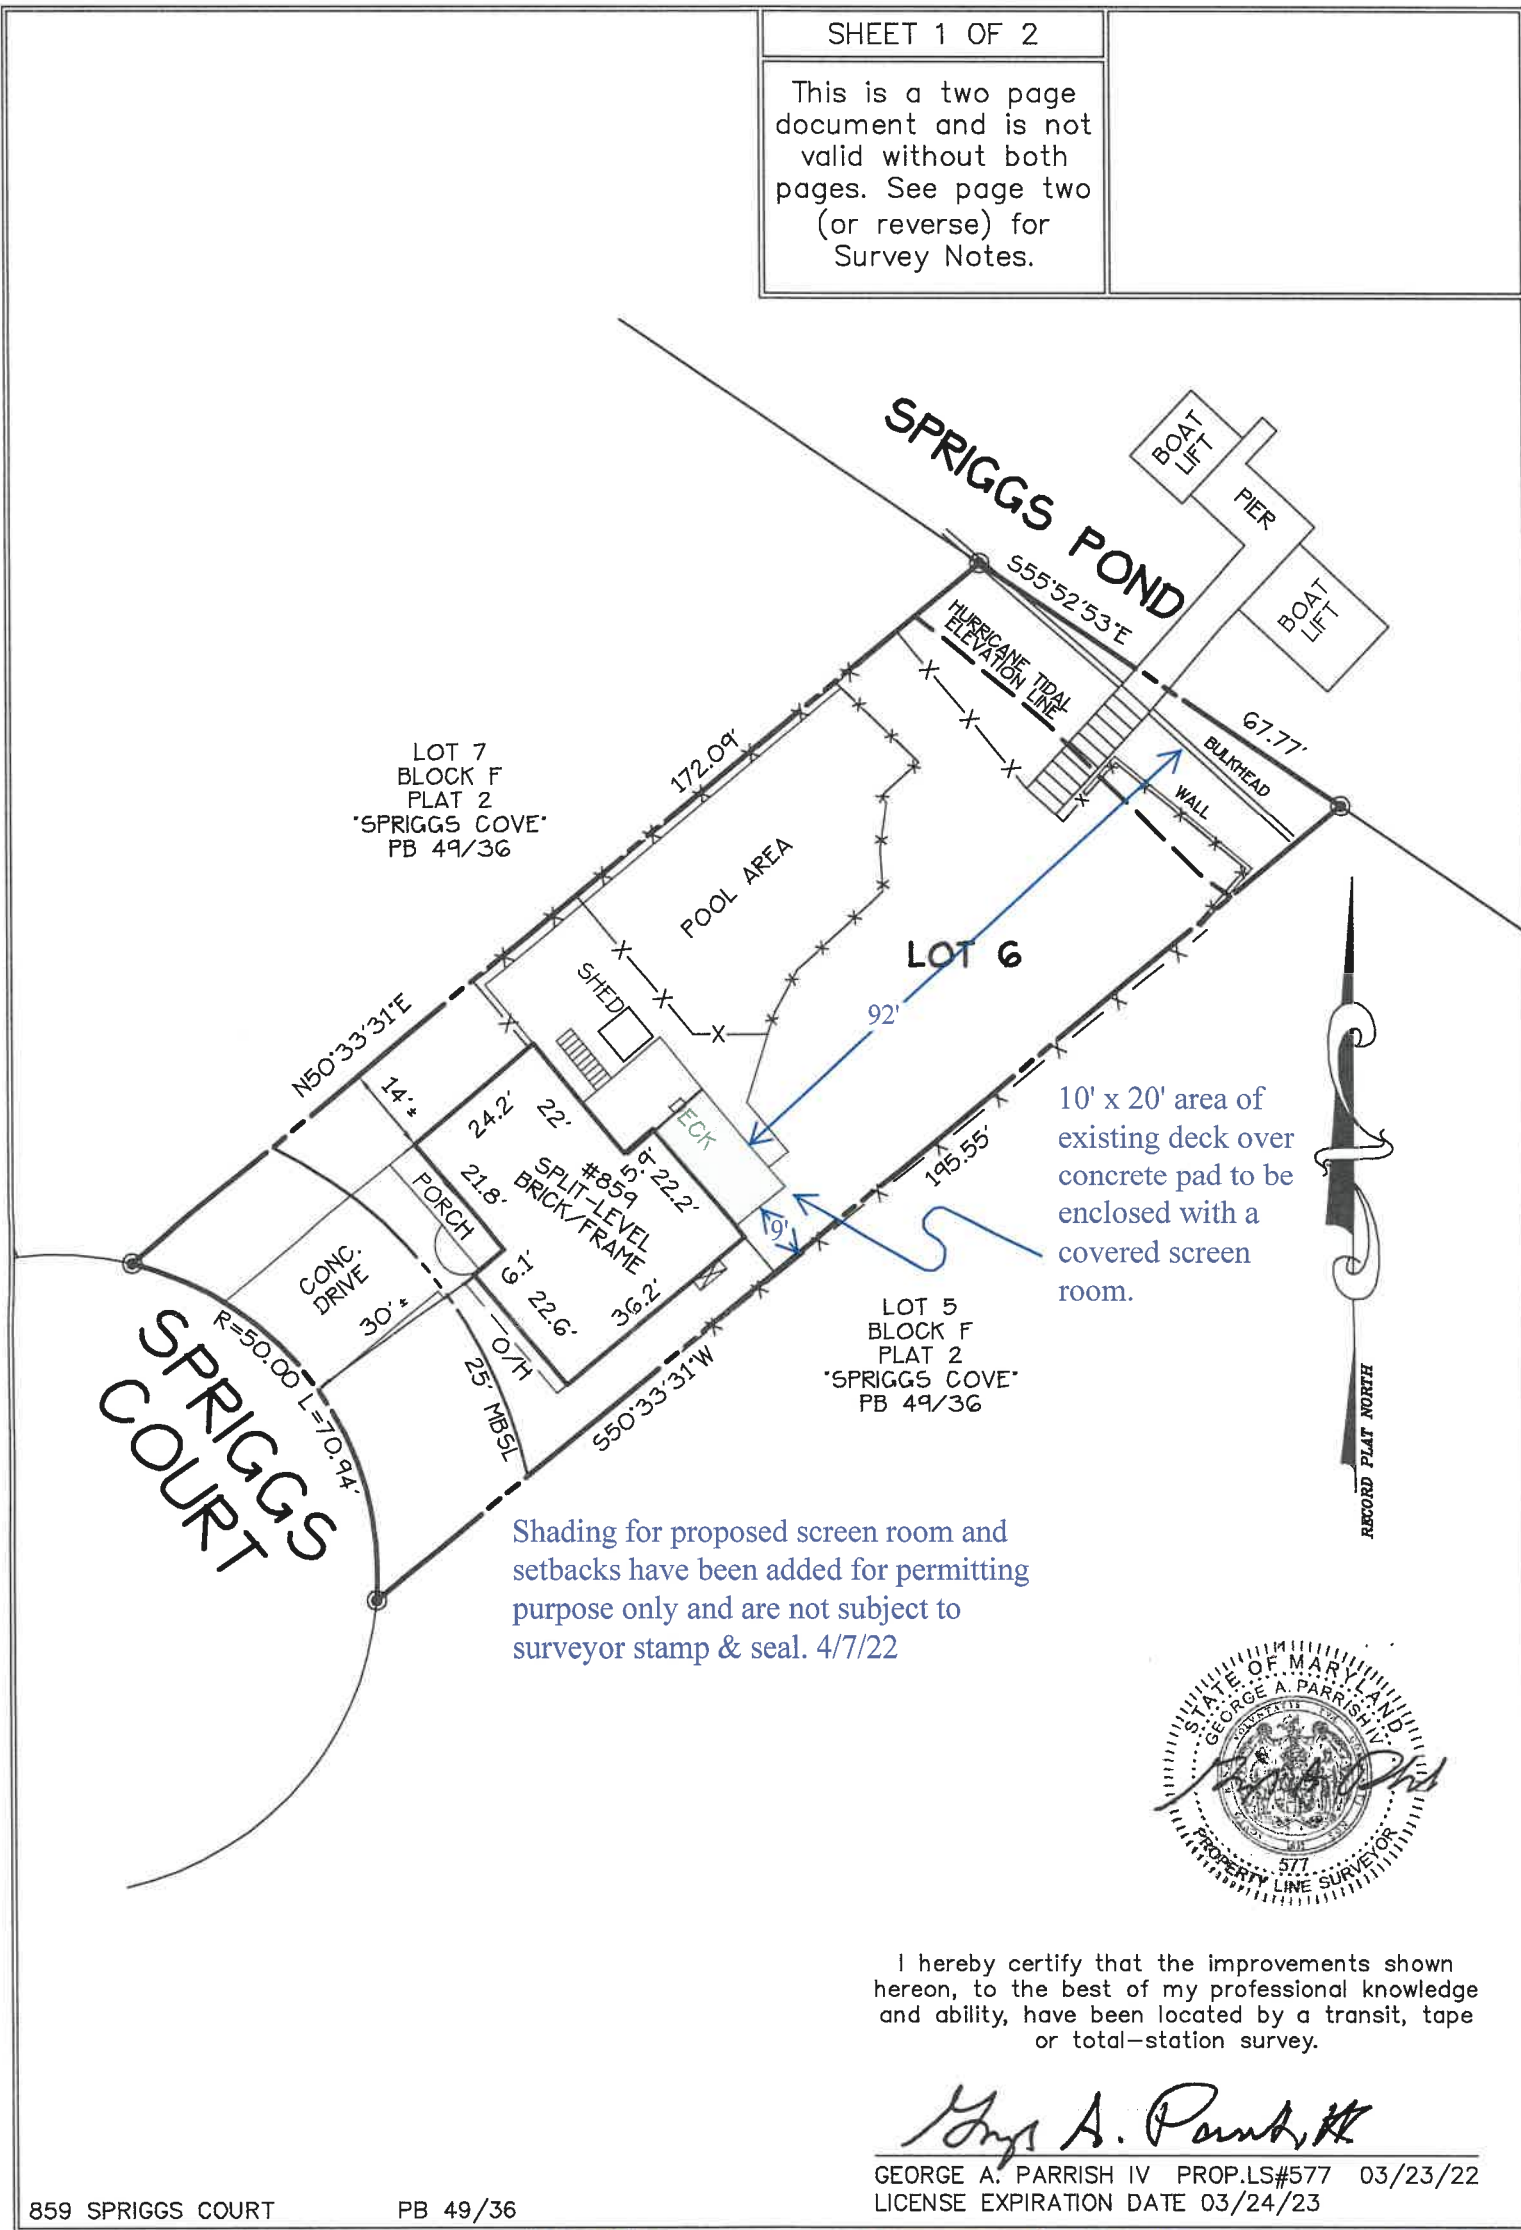 SHEET 1 OF 2
This is a two page
document and is not
valid without both
pages. See page two
(or reverse) for
Survey Notes.
SPRIGGS POND
BOAT
LIFT
PIER
BOAT
LIFT
S55°52'53"E
67.77'
HURRICANE TIDAL
ELEVATION LINE
BULKHEAD
WALL
LOT 7
BLOCK F
PLAT 2
"SPRIGGS COVE"
PB 49/36
172.09'
POOL AREA
LOT 6
SHED
92'
N50°33'31"E
14'±
24.2'
22'
DECK
10' x 20' area of
existing deck over
concrete pad to be
enclosed with a
covered screen
room.
195.55'
PORCH
21.8'
5.9'
22.2'
#859
SPLIT-LEVEL
BRICK/FRAME
9'
CONC.
DRIVE
30'±
6.1'
22.6'
36.2'
O/H
25' MBSL
R=50.00 L=70.94'
SPRIGGS
COURT
S50°33'31"W
LOT 5
BLOCK F
PLAT 2
"SPRIGGS COVE"
PB 49/36
RECORD PLAT NORTH
Shading for proposed screen room and
setbacks have been added for permitting
purpose only and are not subject to
surveyor stamp & seal. 4/7/22
STATE OF MARYLAND
GEORGE A. PARRISH IV
577
PROPERTY LINE SURVEYOR
I hereby certify that the improvements shown
hereon, to the best of my professional knowledge
and ability, have been located by a transit, tape
or total-station survey.
GEORGE A. PARRISH IV PROP.LS#577 03/23/22
LICENSE EXPIRATION DATE 03/24/23
859 SPRIGGS COURT PB 49/36